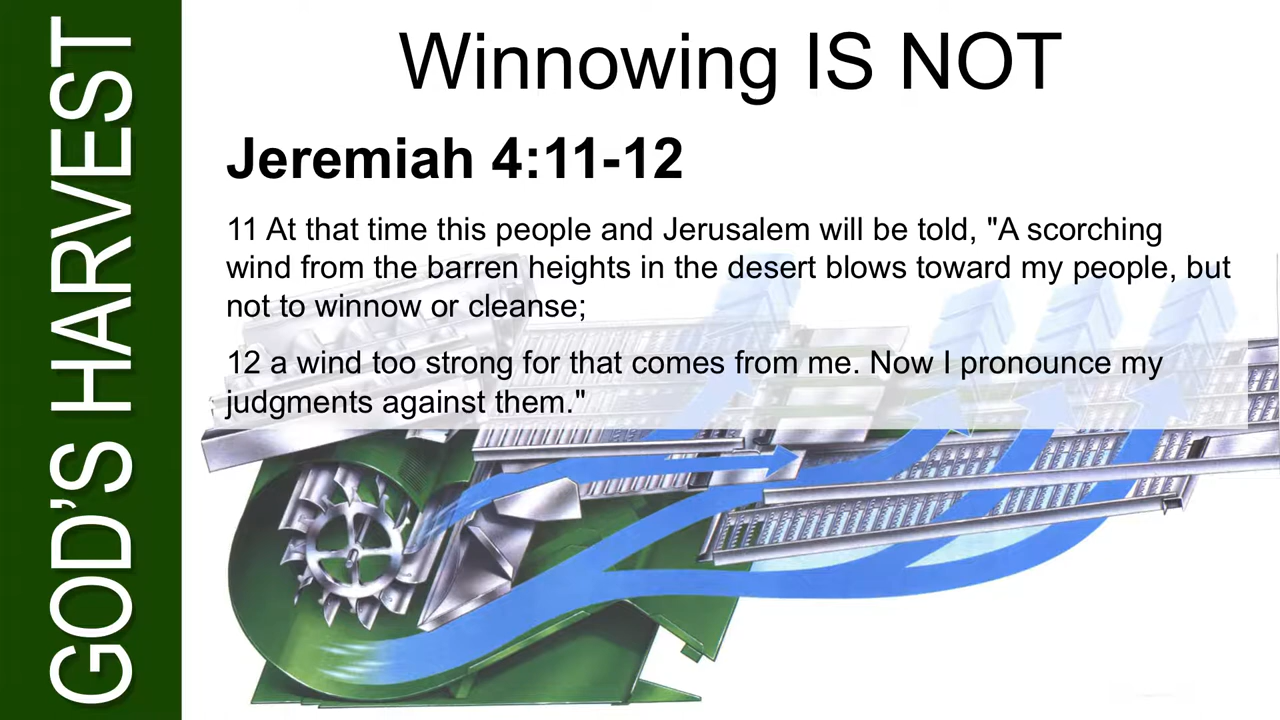 GOD'S HARVEST
Winnowing IS NOT
Jeremiah 4:11-12
11 At that time this people and Jerusalem will be told, "A scorching
wind from the barren heights in the desert blows toward my people, but
not to winnow or cleanse;
12 a wind too strong for that comes from me. Now I pronounce my
judgments against them."